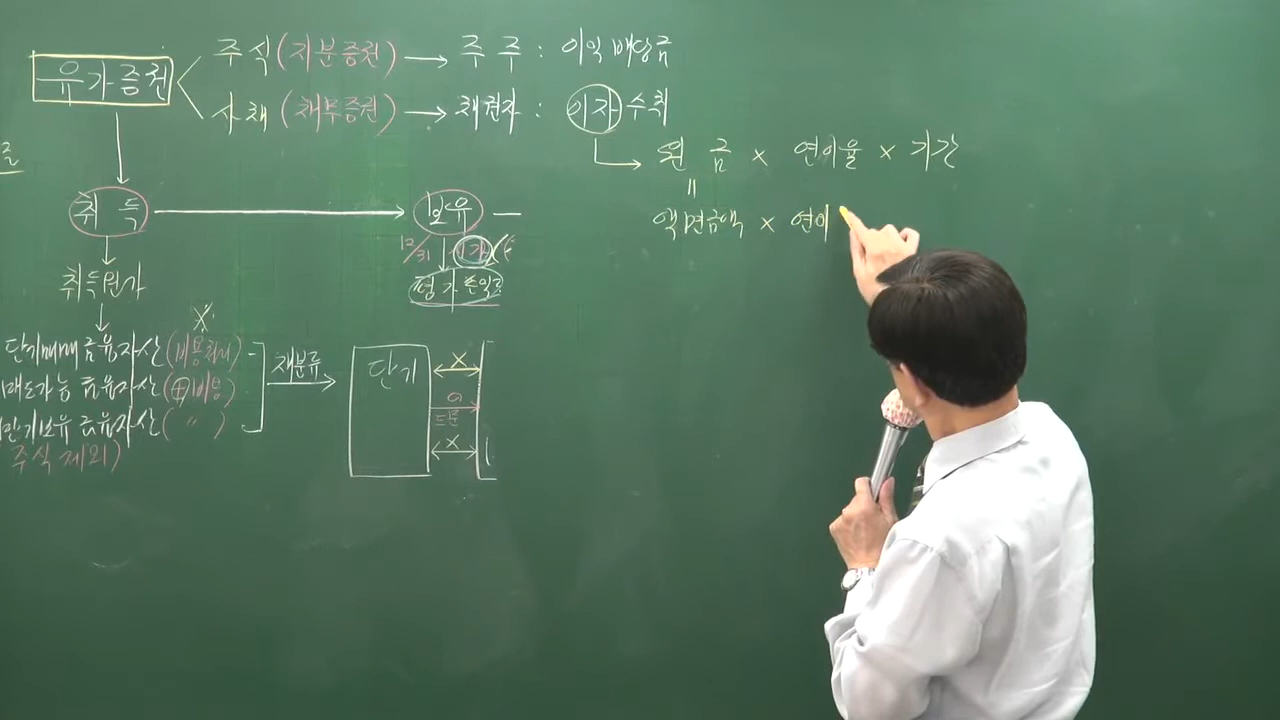 유가증권
주식 (지분증권) → 주주 : 이익배당금
사채 (채무증권) → 채권자 : 이자 수취
원금 × 연이율 × 기간
=
액면금액 × 연이
취득
보유
12/31
평가손익
취득원가
단기매매금융자산 (비용처리)
매도가능금융자산 (+비용)
만기보유금융자산 ( 〃 )
주식 제외)
X
재분류
단기
X
X